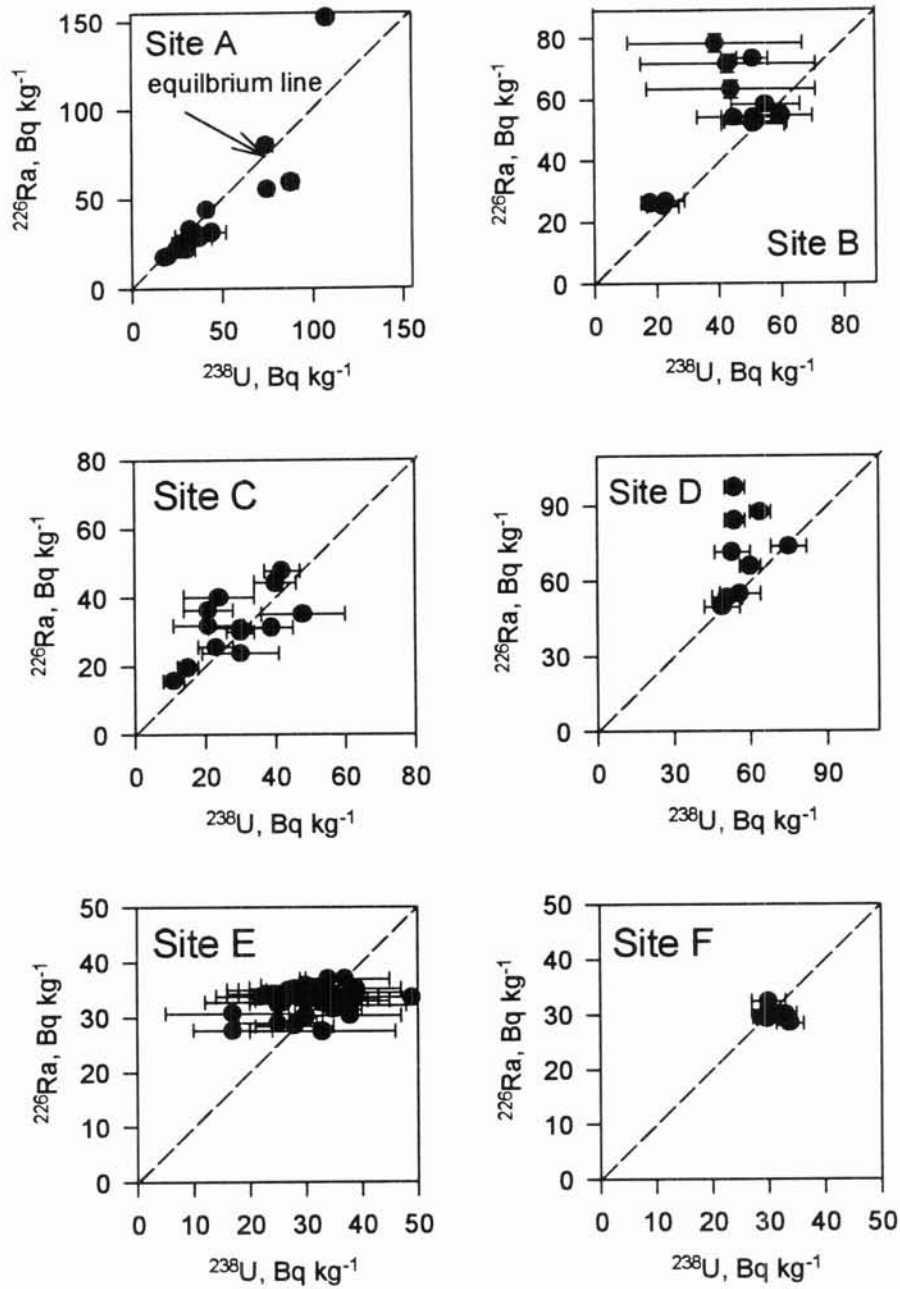 Site A
equilbrium line
150
100
50
0
0 50 100 150
²²⁶Ra, Bq kg⁻¹
²³⁸U, Bq kg⁻¹
Site B
80
60
40
20
0
0 20 40 60 80
²²⁶Ra, Bq kg⁻¹
²³⁸U, Bq kg⁻¹
Site C
80
60
40
20
0
0 20 40 60 80
²²⁶Ra, Bq kg⁻¹
²³⁸U, Bq kg⁻¹
Site D
90
60
30
0
0 30 60 90
²²⁶Ra, Bq kg⁻¹
²³⁸U, Bq kg⁻¹
Site E
50
40
30
20
10
0
0 10 20 30 40 50
²²⁶Ra, Bq kg⁻¹
²³⁸U, Bq kg⁻¹
Site F
50
40
30
20
10
0
0 10 20 30 40 50
²²⁶Ra, Bq kg⁻¹
²³⁸U, Bq kg⁻¹